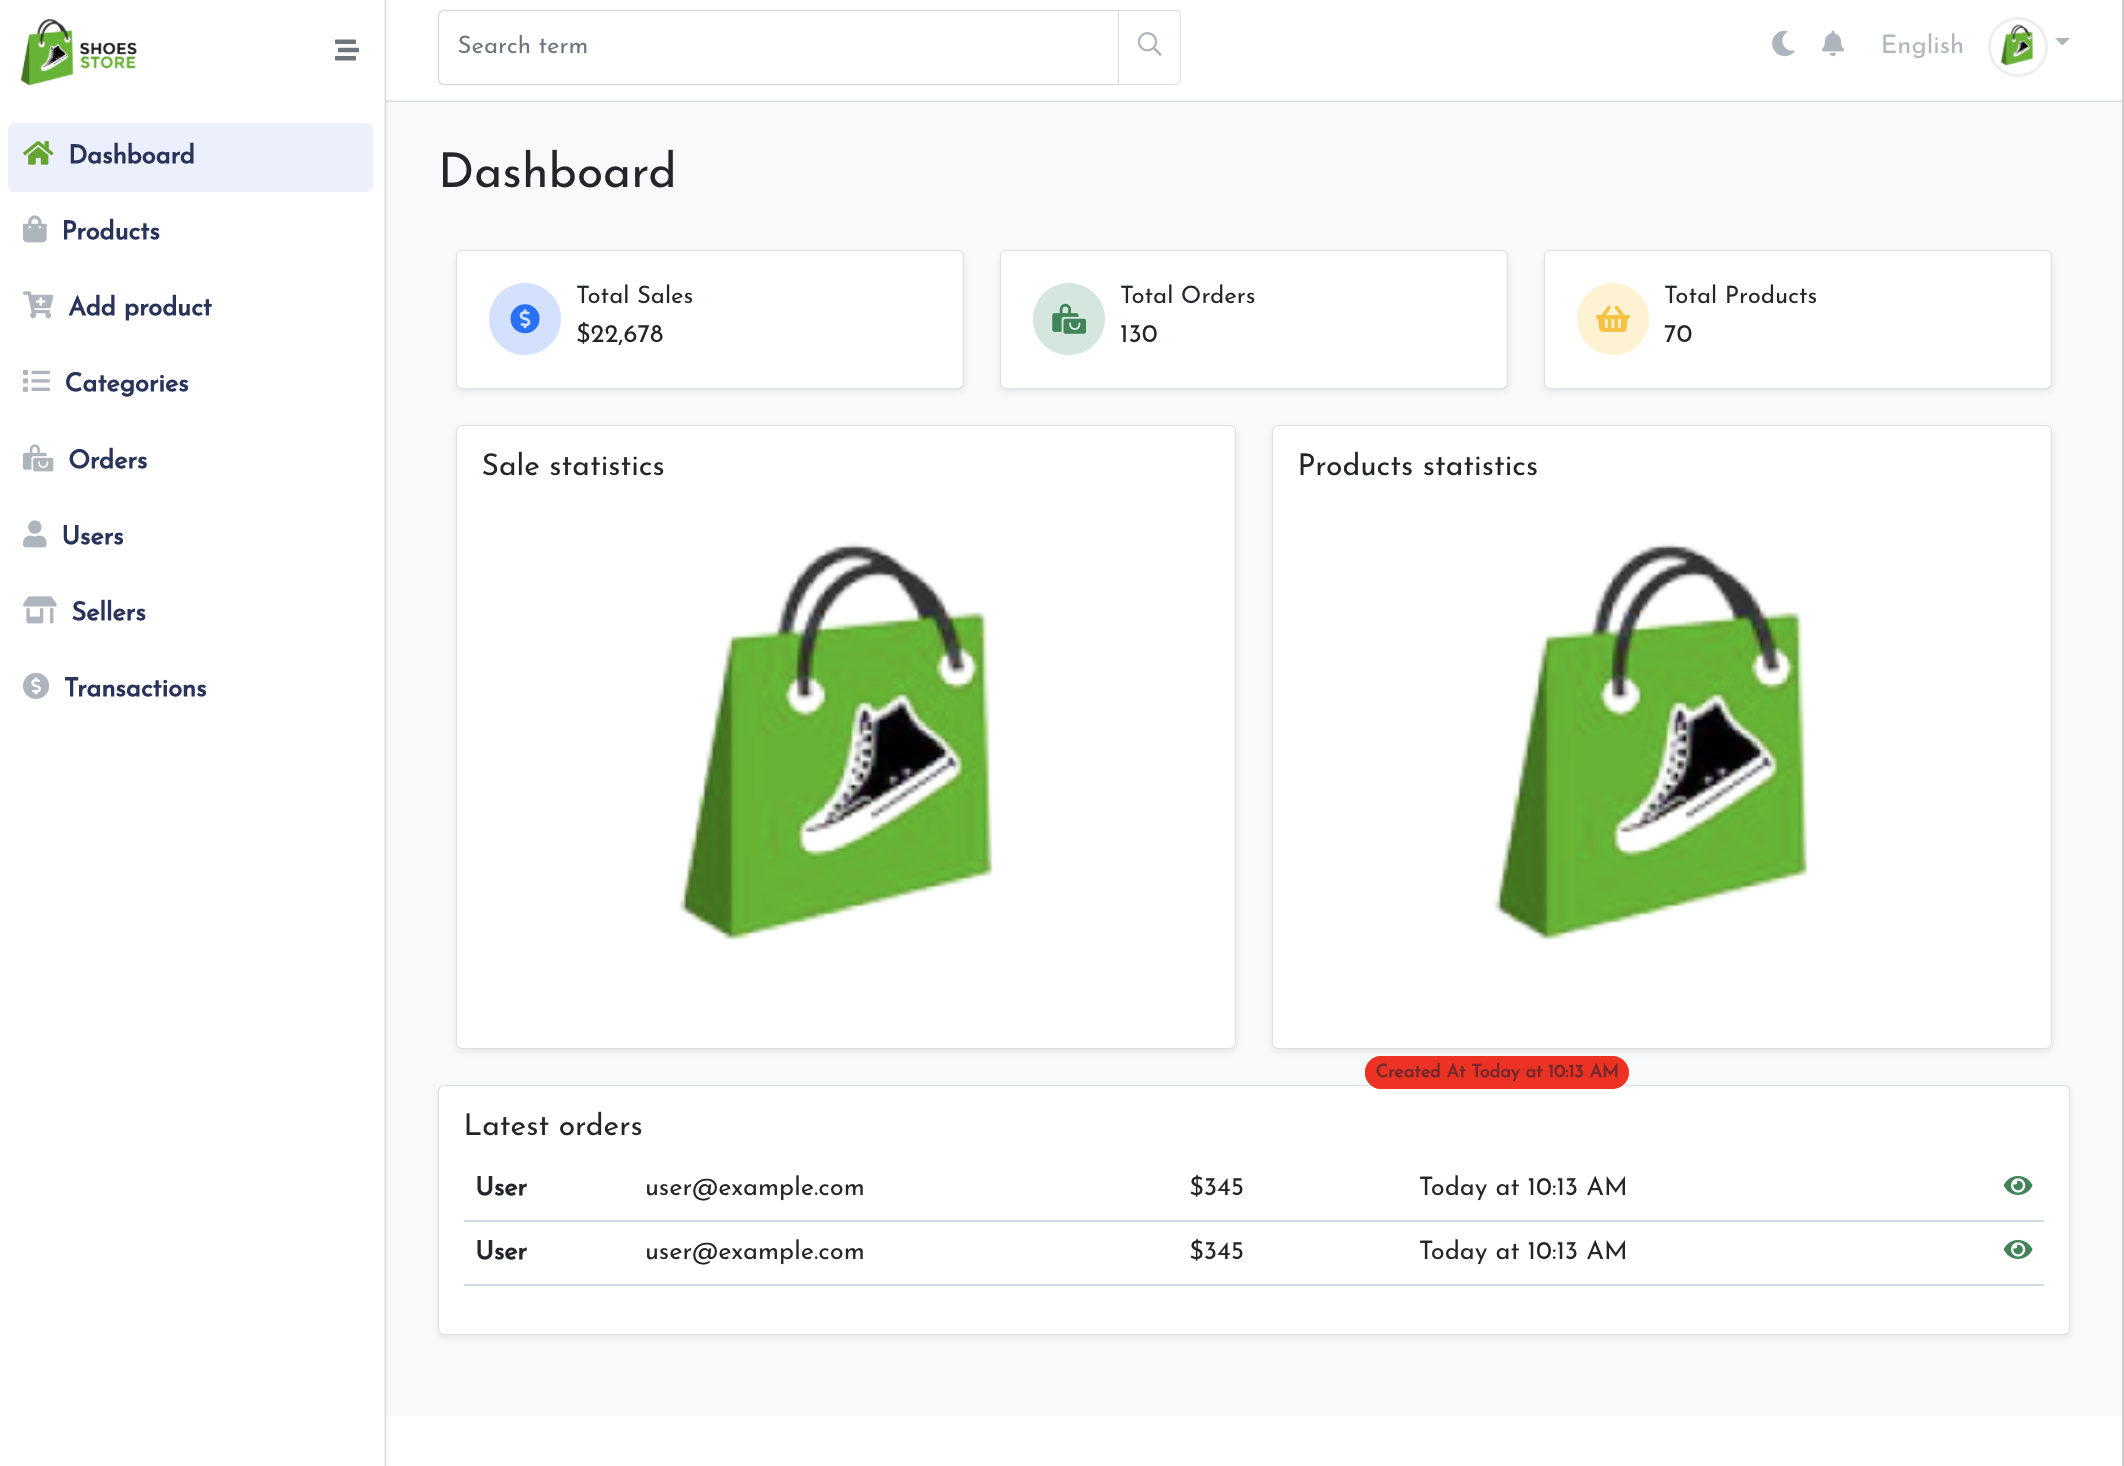 SHOES
STORE
Search term
English
Dashboard
Products
Add product
Categories
Orders
Users
Sellers
Transactions
Dashboard
Total Sales
$22,678
Total Orders
130
Total Products
70
Sale statistics
Products statistics
Created At Today at 10:13 AM
Latest orders
User user@example.com $345 Today at 10:13 AM
User user@example.com $345 Today at 10:13 AM